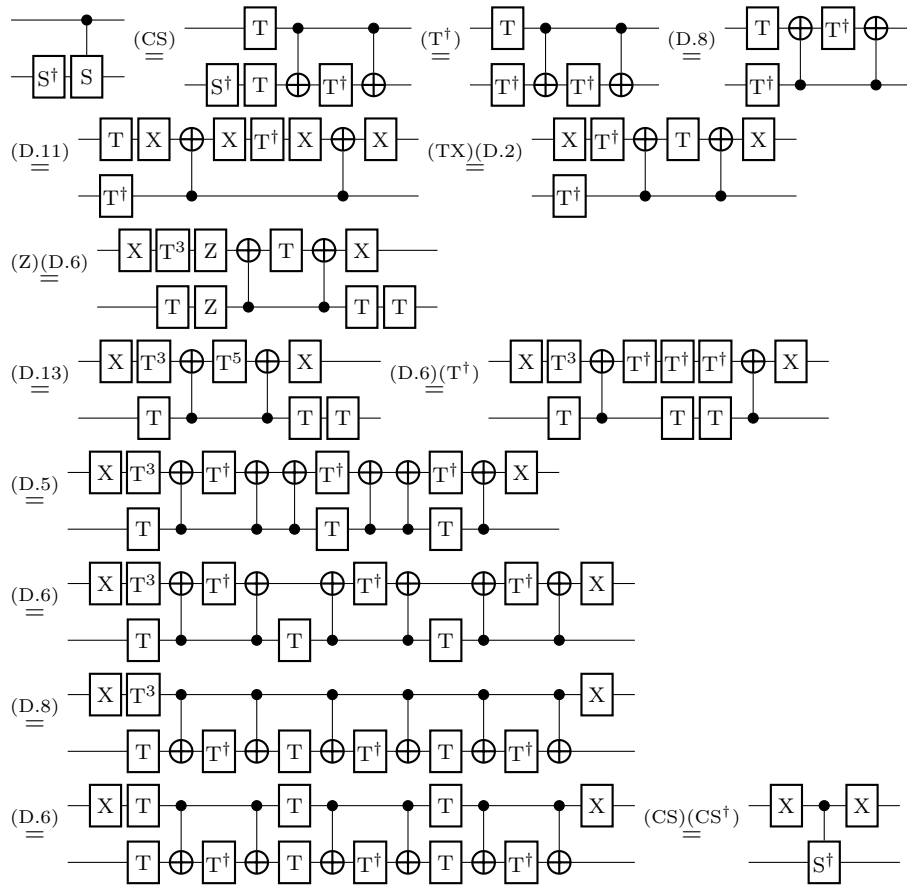 S† S (CS) = T S† T T† (T†) = T T† T† (D.8) = T T† T†
(D.11) = T X X T† X X T† (TX)(D.2) = X T† T X T†
(Z)(D.6) = X T³ Z T X T Z T T
(D.13) = X T³ T⁵ X T T T (D.6)(T†) = X T³ T† T† T† X T T T
(D.5) = X T³ T† T† T† X T T T
(D.6) = X T³ T† T† T† X T T T
(D.8) = X T³ X T T† T T† T T†
(D.6) = X T T T X T T† T T† T T† (CS)(CS†) = X X S†